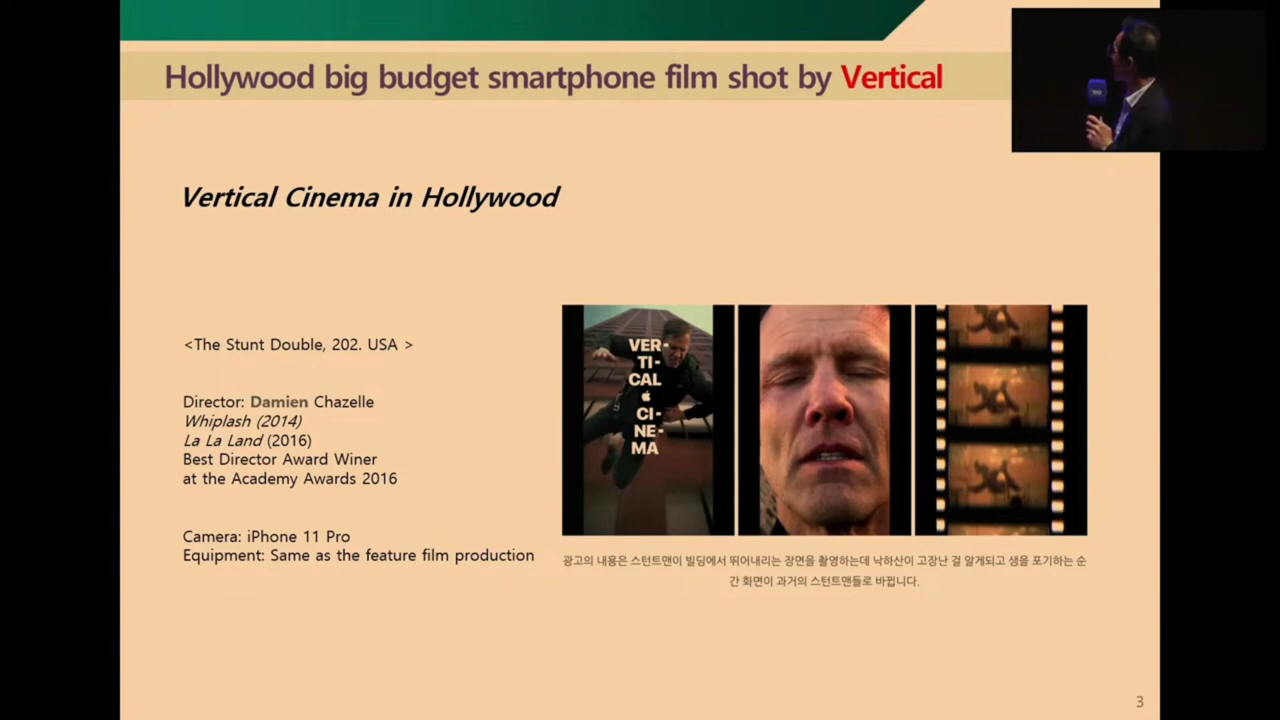 Hollywood big budget smartphone film shot by Vertical
Vertical Cinema in Hollywood
<The Stunt Double, 202. USA >
Director: Damien Chazelle
Whiplash (2014)
La La Land (2016)
Best Director Award Winer
at the Academy Awards 2016
Camera: iPhone 11 Pro
Equipment: Same as the feature film production
VER-
TI-
CAL
CI-
NE-
MA
광고의 내용은 스턴트맨이 빌딩에서 뛰어내리는 장면을 촬영하는데 낙하산이 고장난 걸 알게되고 생을 포기하는 순
간 화면이 과거의 스턴트맨들로 바뀝니다.
3